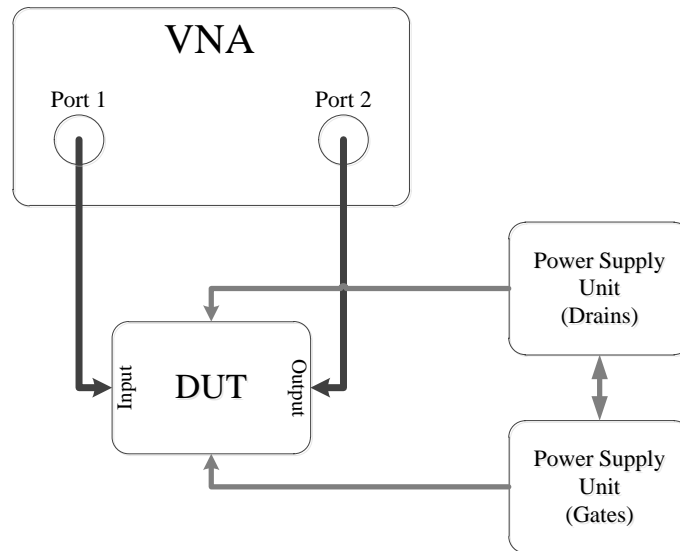 VNA
Port 1
Port 2
Input
DUT
Output
Power Supply
Unit
(Drains)
Power Supply
Unit
(Gates)